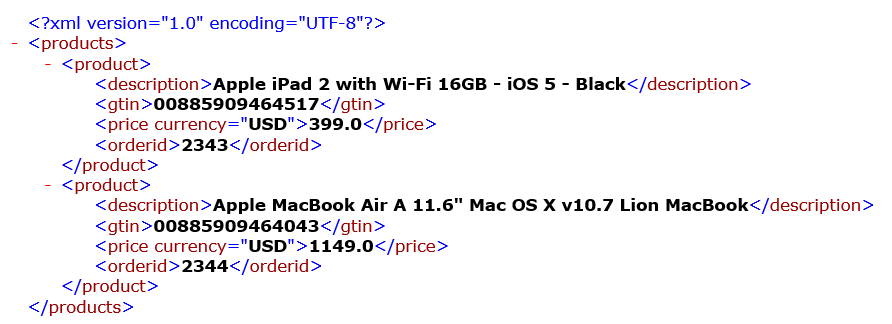 <?xml version="1.0" encoding="UTF-8"?>
- <products>
- <product>
<description>Apple iPad 2 with Wi-Fi 16GB - iOS 5 - Black</description>
<gtin>00885909464517</gtin>
<price currency="USD">399.0</price>
<orderid>2343</orderid>
</product>
- <product>
<description>Apple MacBook Air A 11.6" Mac OS X v10.7 Lion MacBook</description>
<gtin>00885909464043</gtin>
<price currency="USD">1149.0</price>
<orderid>2344</orderid>
</product>
</products>